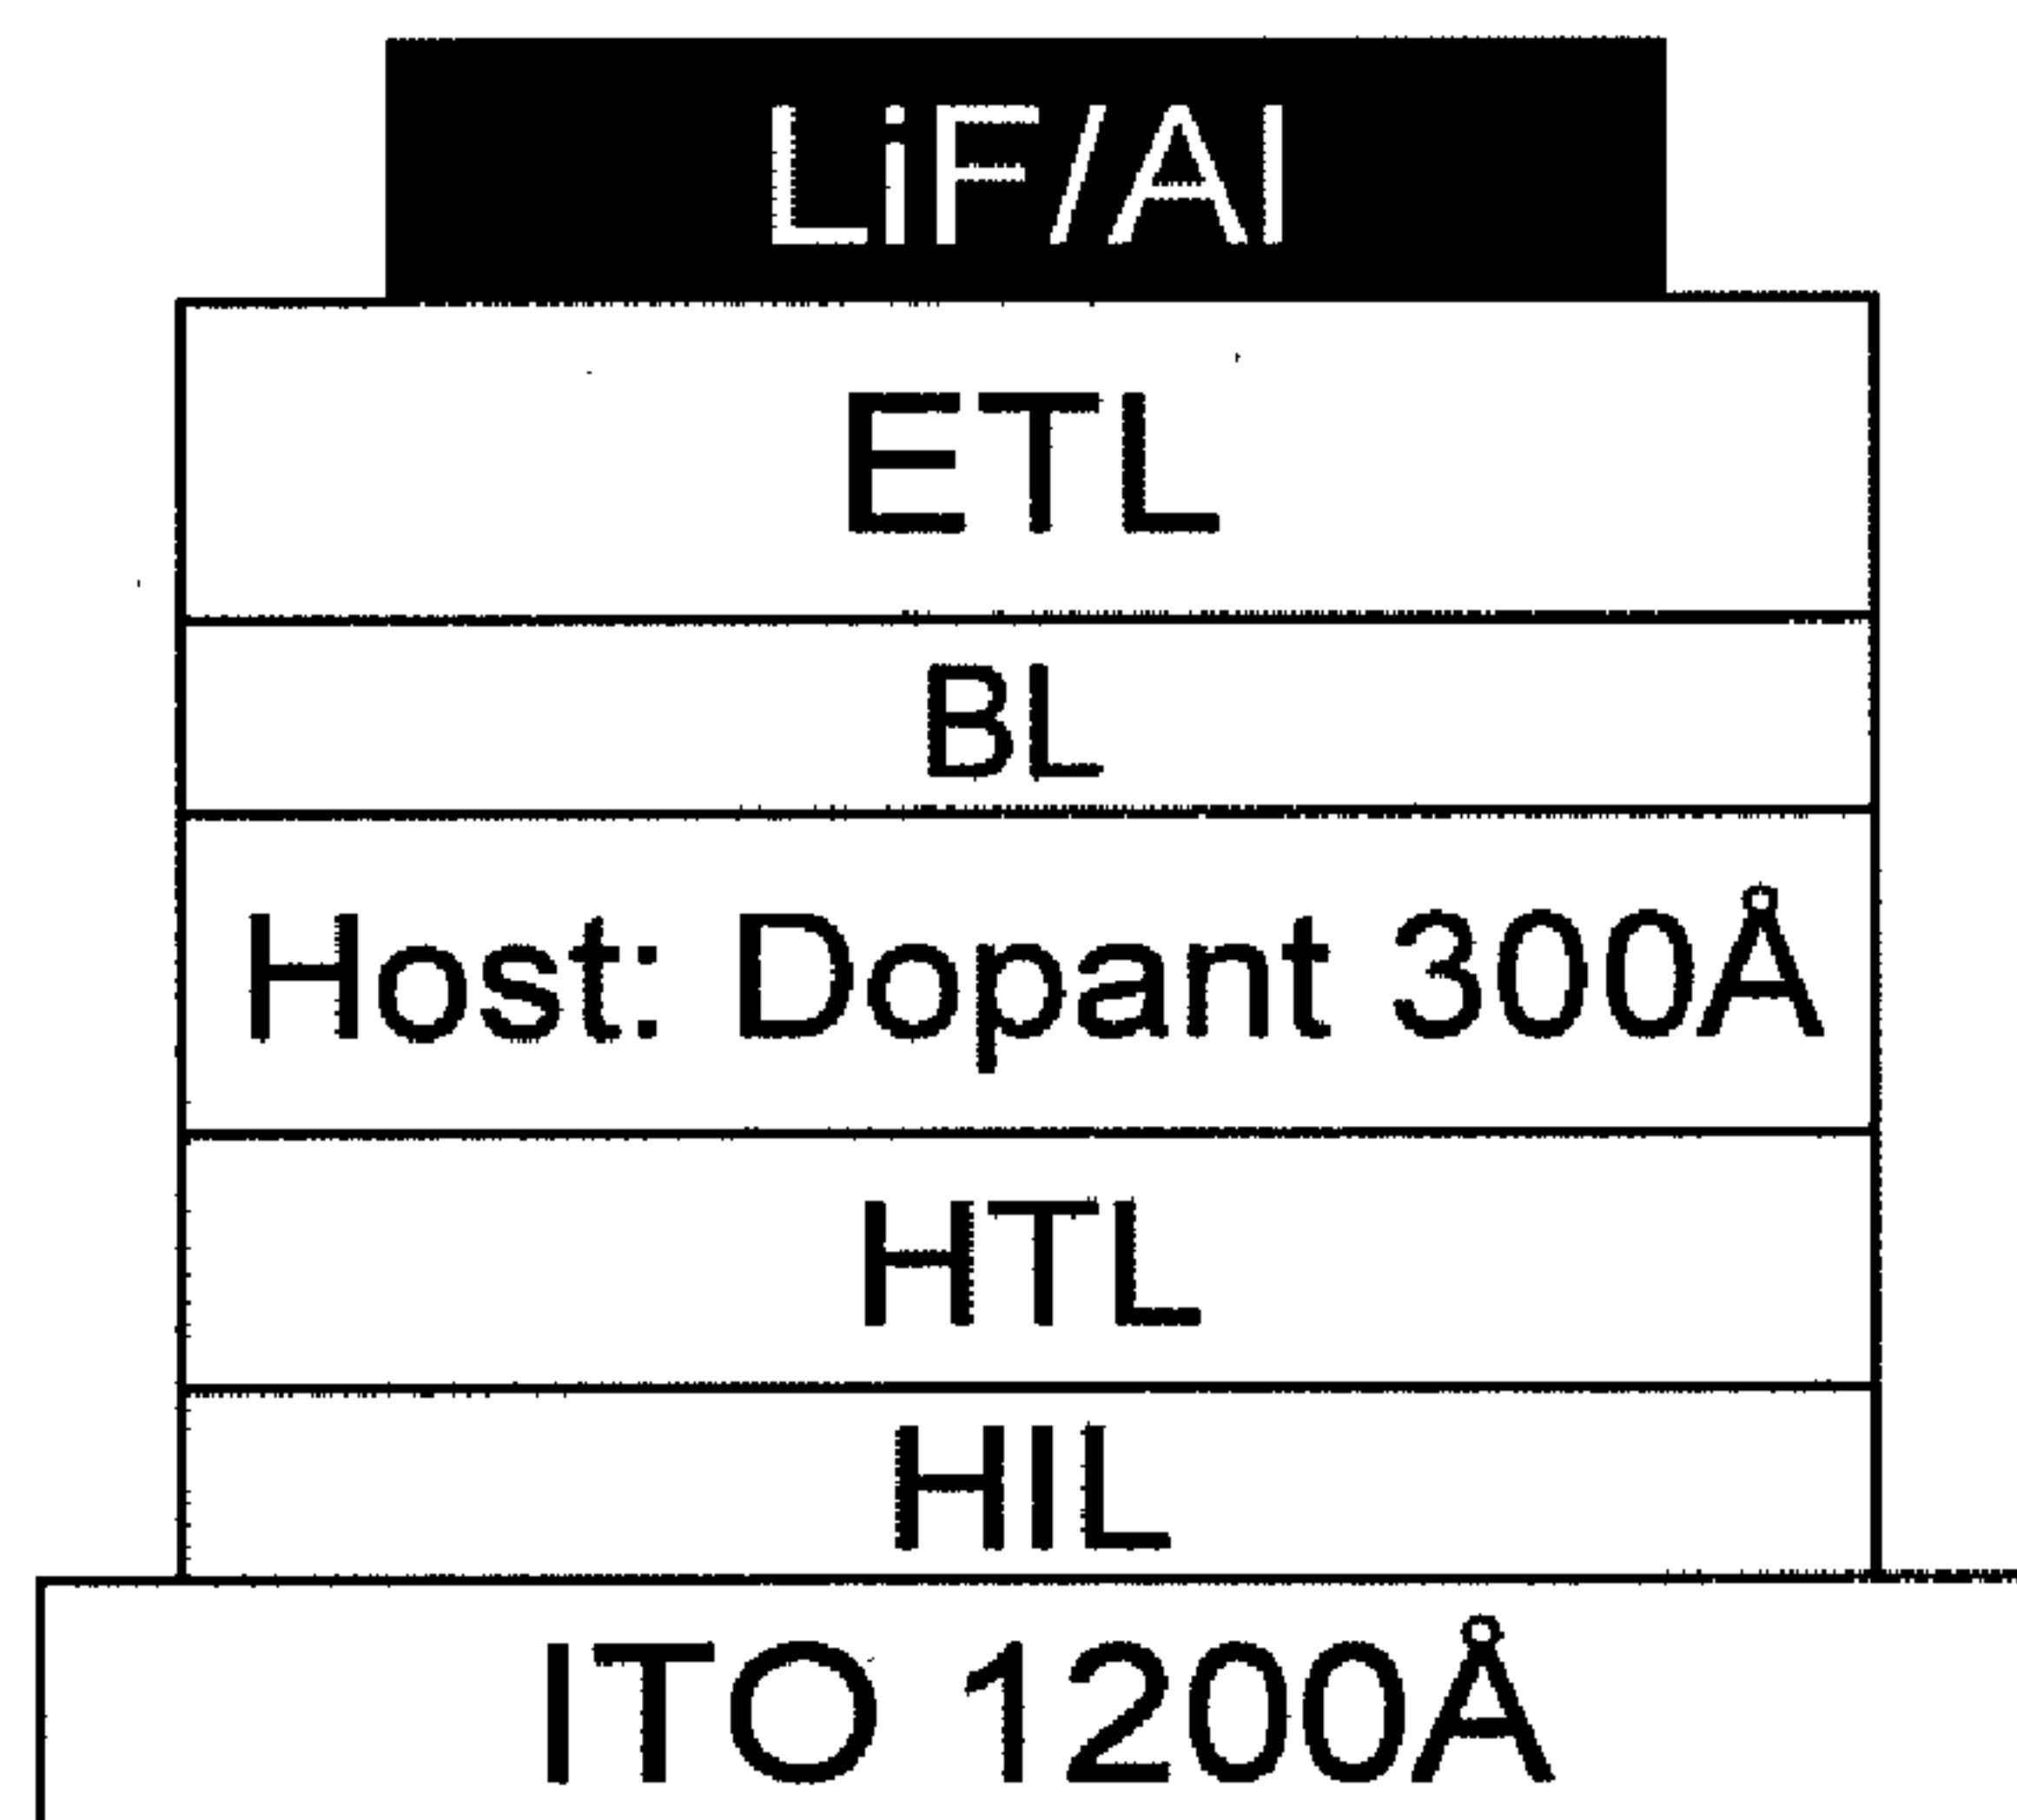 LiF/Al
ETL
BL
Host: Dopant 300Å
HTL
HIL
ITO 1200Å